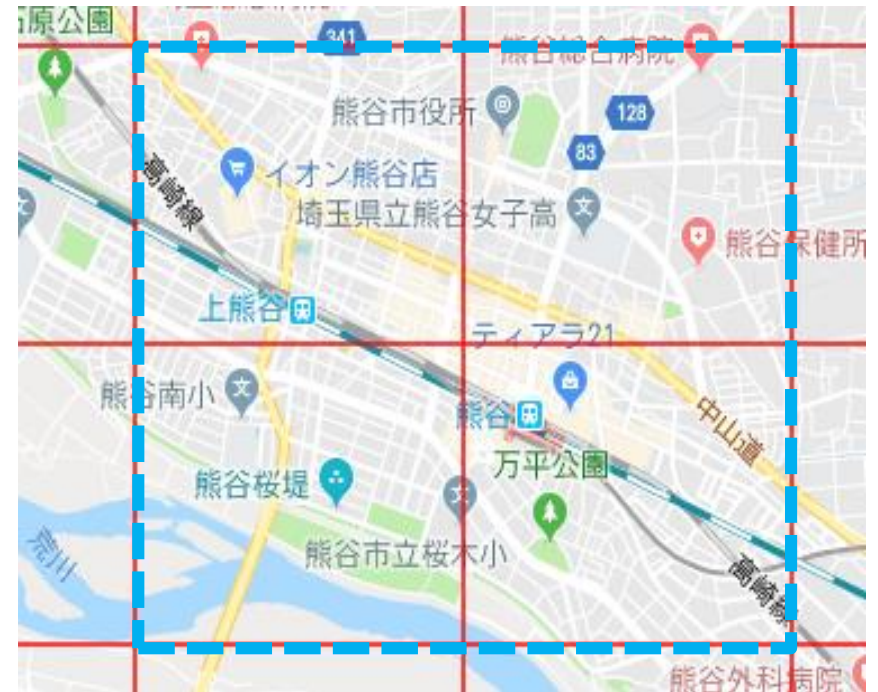 原公園
341
熊谷総合病院
熊谷市役所
128
83
高崎線
イオン熊谷店
埼玉県立熊谷女子高
文
熊谷保健所
上熊谷
ティアラ21
熊谷南小
文
熊谷
中山道
万平公園
熊谷桜堤
文
荒川
熊谷市立桜木小
高崎線
熊谷外科病院